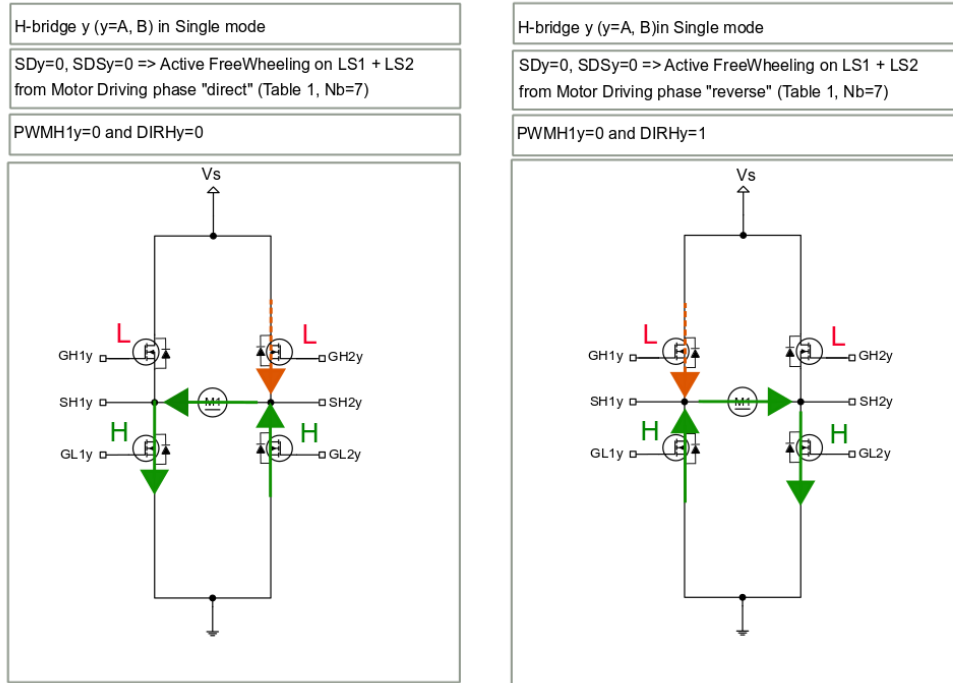 H-bridge y (y=A, B) in Single mode
SDy=0, SDSy=0 => Active FreeWheeling on LS1 + LS2
from Motor Driving phase "direct" (Table 1, Nb=7)
PWMH1y=0 and DIRHy=0
Vs
L
L
GH1y
GH2y
SH1y
M1
SH2y
H
H
GL1y
GL2y
H-bridge y (y=A, B)in Single mode
SDy=0, SDSy=0 => Active FreeWheeling on LS1 + LS2
from Motor Driving phase "reverse" (Table 1, Nb=7)
PWMH1y=0 and DIRHy=1
Vs
L
L
GH1y
GH2y
SH1y
M1
SH2y
H
H
GL1y
GL2y